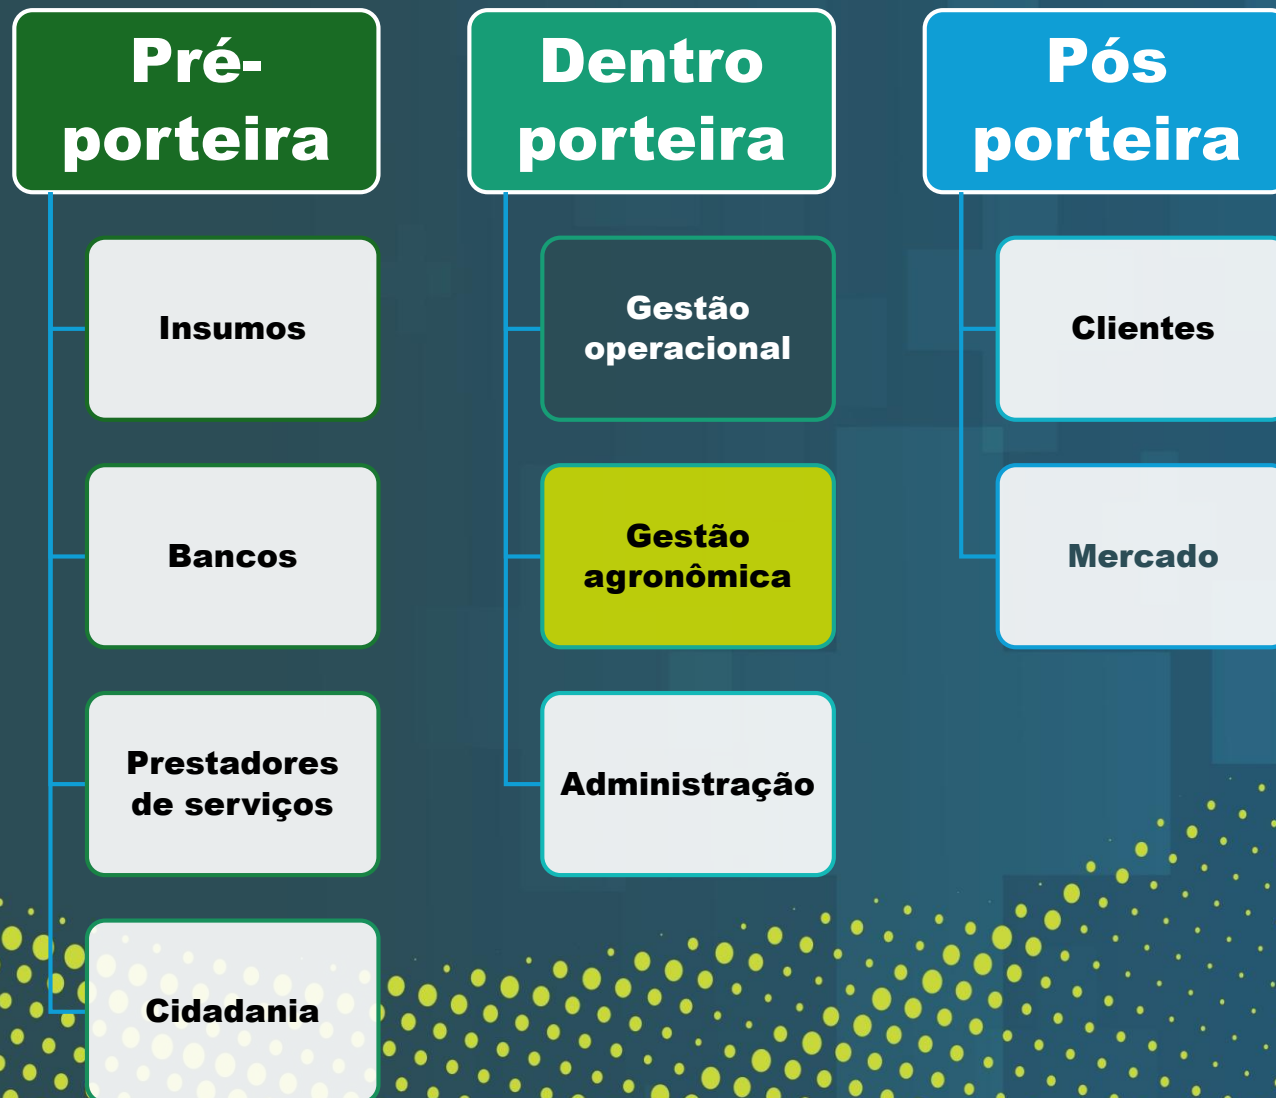 Pré-
porteira
Insumos
Bancos
Prestadores
de serviços
Cidadania
Dentro
porteira
Gestão
operacional
Gestão
agronômica
Administração
Pós
porteira
Clientes
Mercado